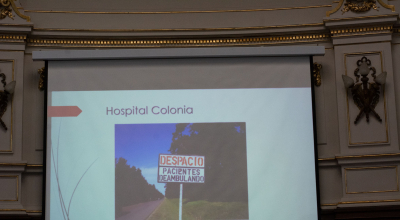 Hospital Colonia
DESPACIO
PACIENTES
DEAMBULANDO